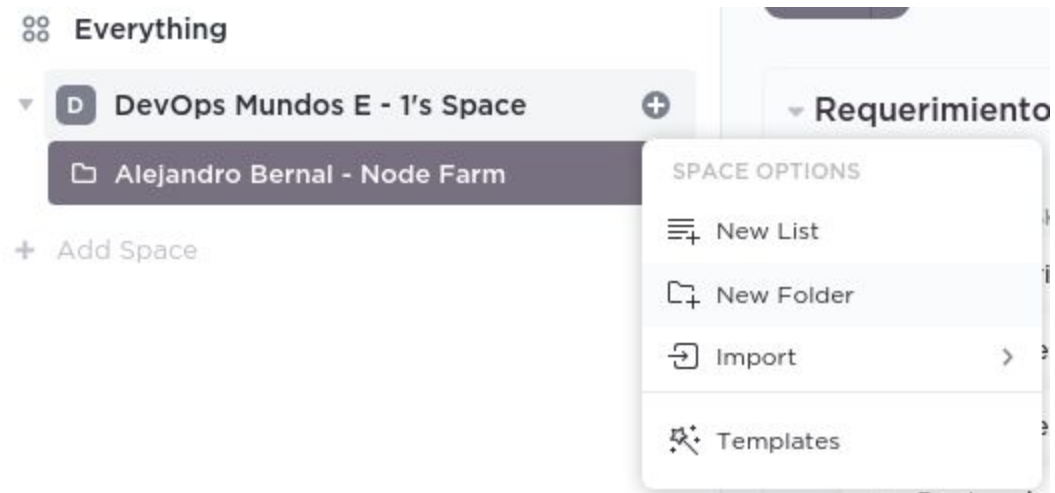 Everything
D DevOps Mundos E - 1's Space
Alejandro Bernal - Node Farm
Add Space
Requerimiento
SPACE OPTIONS
New List
New Folder
Import
Templates